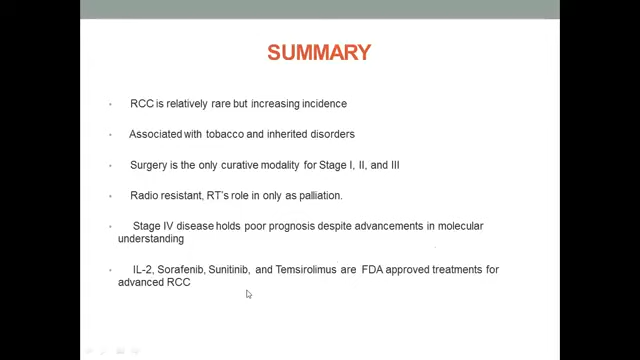 SUMMARY
RCC is relatively rare but increasing incidence
Associated with tobacco and inherited disorders
Surgery is the only curative modality for Stage I, II, and III
Radio resistant, RT's role in only as palliation.
Stage IV disease holds poor prognosis despite advancements in molecular
understanding
IL-2, Sorafenib, Sunitinib, and Temsirolimus are FDA approved treatments for
advanced RCC